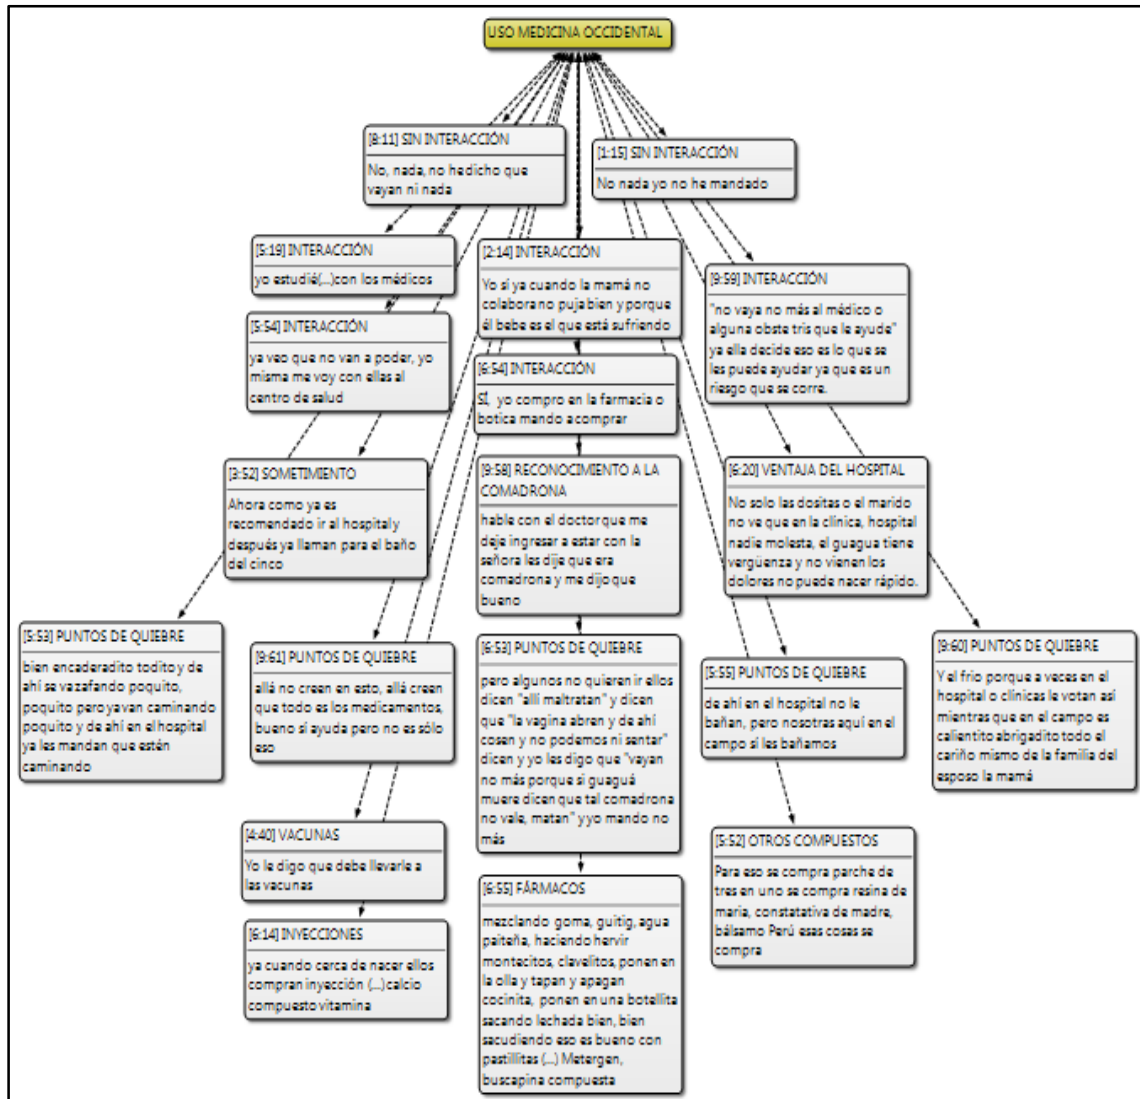 USO MEDICINA OCCIDENTAL
[8:11] SIN INTERACCIÓN
No, nada, no he dicho que
vayan ni nada
[1:15] SIN INTERACCIÓN
No nada yo no he mandado
[5:19] INTERACCIÓN
yo estudié(...)con los médicos
[2:14] INTERACCIÓN
Yo sí ya cuando la mamá no
colabora no puja bien y porque
él bebe es el que está sufriendo
[9:59] INTERACCIÓN
"no vaya no más al médico o
alguna obste tris que le ayude"
ya ella decide eso es lo que se
les puede ayudar ya que es un
riesgo que se corre.
[5:54] INTERACCIÓN
ya veo que no van a poder, yo
misma me voy con ellas al
centro de salud
[6:54] INTERACCIÓN
SÍ, yo compro en la farmacia o
botica mando a comprar
[3:52] SOMETIMIENTO
Ahora como ya es
recomendado ir al hospital y
después ya llaman para el baño
del cinco
[9:58] RECONOCIMIENTO A LA
COMADRONA
hable con el doctor que me
deje ingresar a estar con la
señora les dije que era
comadrona y me dijo que
bueno
[6:20] VENTAJA DEL HOSPITAL
No solo las dositas o el marido
no ve que en la clínica, hospital
nadie molesta, el guagua tiene
vergüenza y no vienen los
dolores no puede nacer rápido.
[5:53] PUNTOS DE QUIEBRE
bien encaderadito todito y de
ahí se va zafando poquito,
poquito pero ya van caminando
poquito y de ahí en el hospital
ya les mandan que estén
caminando
[9:61] PUNTOS DE QUIEBRE
allá no creen en esto, allá creen
que todo es los medicamentos,
bueno sí ayuda pero no es sólo
eso
[6:53] PUNTOS DE QUIEBRE
pero algunos no quieren ir ellos
dicen "allí maltratan" y dicen
que "la vagina abren y de ahí
cosen y no podemos ni sentar"
dicen y yo les digo que "vayan
no más porque si guaguá
muere dicen que tal comadrona
no vale, matan" y yo mando no
más
[5:55] PUNTOS DE QUIEBRE
de ahí en el hospital no le
bañan, pero nosotras aquí en el
campo sí les bañamos
[9:60] PUNTOS DE QUIEBRE
Y el frio porque a veces en el
hospital o clínicas le votan así
mientras que en el campo es
calientito abrigadito todo el
cariño mismo de la familia del
esposo la mamá
[4:40] VACUNAS
Yo le digo que debe llevarle a
las vacunas
[5:52] OTROS COMPUESTOS
Para eso se compra parche de
tres en uno se compra resina de
maria, constatativa de madre,
bálsamo Perú esas cosas se
compra
[6:14] INYECCIONES
ya cuando cerca de nacer ellos
compran inyección (...) calcio
compuesto vitamina
[6:55] FÁRMACOS
mezclando goma, guitig, agua
paiteña, haciendo hervir
montecitos, clavelitos, ponen en
la olla y tapan y apagan
cocinita, ponen en una botellita
sacando lechada bien, bien
sacudiendo eso es bueno con
pastillitas (...) Metergen,
buscapina compuesta